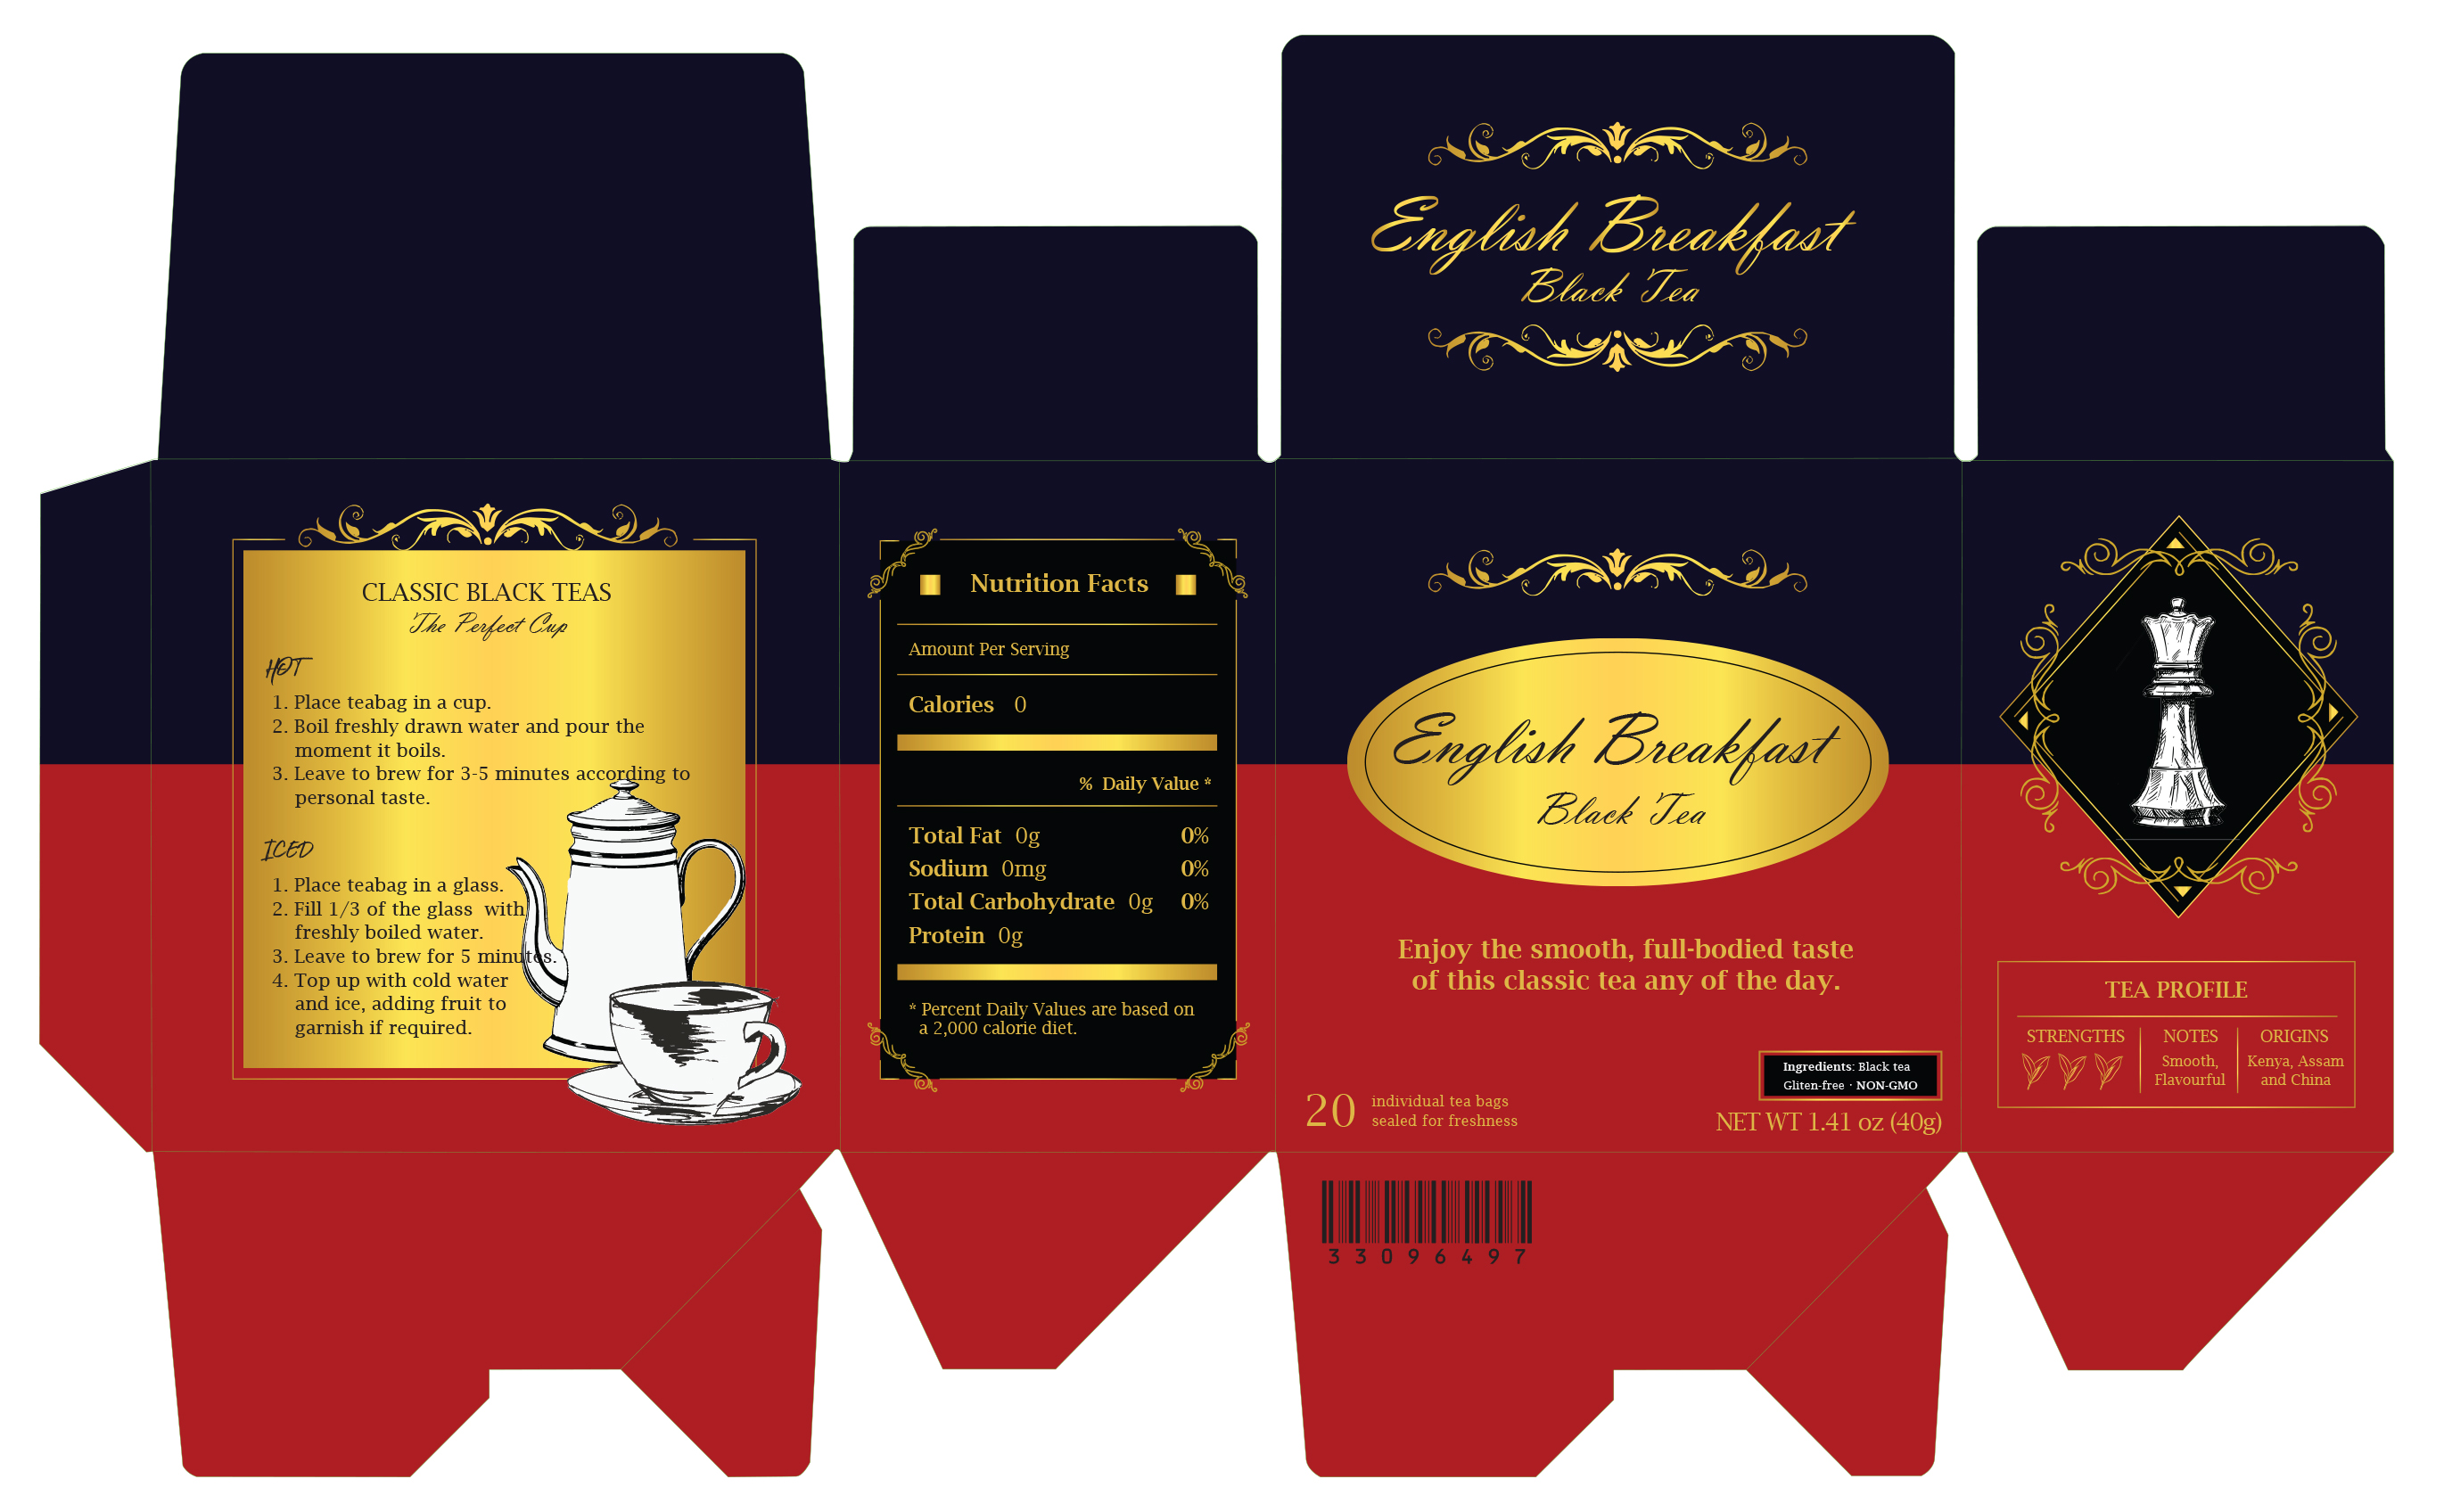 English Breakfast
Black Tea
CLASSIC BLACK TEAS
The Perfect Cup
HOT
1. Place teabag in a cup.
2. Boil freshly drawn water and pour the
moment it boils.
3. Leave to brew for 3-5 minutes according to
personal taste.
ICED
1. Place teabag in a glass.
2. Fill 1/3 of the glass with
freshly boiled water.
3. Leave to brew for 5 minutes.
4. Top up with cold water
and ice, adding fruit to
garnish if required.
Nutrition Facts
Amount Per Serving
Calories 0
% Daily Value *
Total Fat 0g 0%
Sodium 0mg 0%
Total Carbohydrate 0g 0%
Protein 0g
* Percent Daily Values are based on
a 2,000 calorie diet.
English Breakfast
Black Tea
Enjoy the smooth, full-bodied taste
of this classic tea any of the day.
20 individual tea bags
sealed for freshness
Ingredients: Black tea
Gliten-free · NON-GMO
NET WT 1.41 oz (40g)
33096497
TEA PROFILE
STRENGTHS
NOTES
Smooth,
Flavourful
ORIGINS
Kenya, Assam
and China